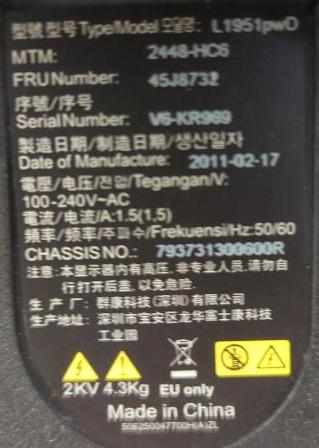 型號 型号 Type/Model 모델명: L1951pwD
MTM: 2448-HC6
FRU Number: 45J8732
序號/序号
Serial Number: V6-KR969
製造日期/制造日期/생산일자
Date of Manufacture: 2011-02-17
電壓/电压/전압/Tegangan/V:
100-240V~AC
電流/电流/A:1.5(1,5)
頻率/频率/주파수/Frekuensi/Hz:50/60
CHASSIS NO.: 793731300600R
注意: 本显示器内有高压. 非专业人员.请勿自
行打开后盖. 以免危险.
生 产 厂: 群康科技(深圳)有限公司
生产地址: 深圳市宝安区龙华富士康科技
工业园
2KV 4.3Kg EU only
Made in China
506250047700H(A)ZL